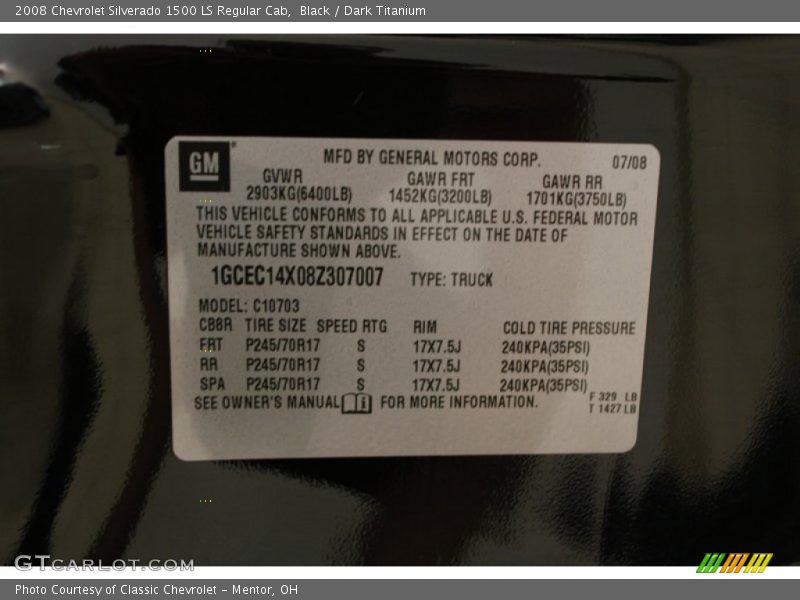 2008 Chevrolet Silverado 1500 LS Regular Cab, Black / Dark Titanium
GM
MFD BY GENERAL MOTORS CORP. 07/08
GVWR GAWR FRT GAWR RR
2903KG(6400LB) 1452KG(3200LB) 1701KG(3750LB)
THIS VEHICLE CONFORMS TO ALL APPLICABLE U.S. FEDERAL MOTOR
VEHICLE SAFETY STANDARDS IN EFFECT ON THE DATE OF
MANUFACTURE SHOWN ABOVE.
1GCEC14X08Z307007 TYPE: TRUCK
MODEL: C10703
CB8R TIRE SIZE SPEED RTG RIM COLD TIRE PRESSURE
FRT P245/70R17 S 17X7.5J 240KPA(35PSI)
RR P245/70R17 S 17X7.5J 240KPA(35PSI)
SPA P245/70R17 S 17X7.5J 240KPA(35PSI)
SEE OWNER'S MANUAL FOR MORE INFORMATION.
F 329 LB
T 1427 LB
GTCARLOT.COM
Photo Courtesy of Classic Chevrolet - Mentor, OH